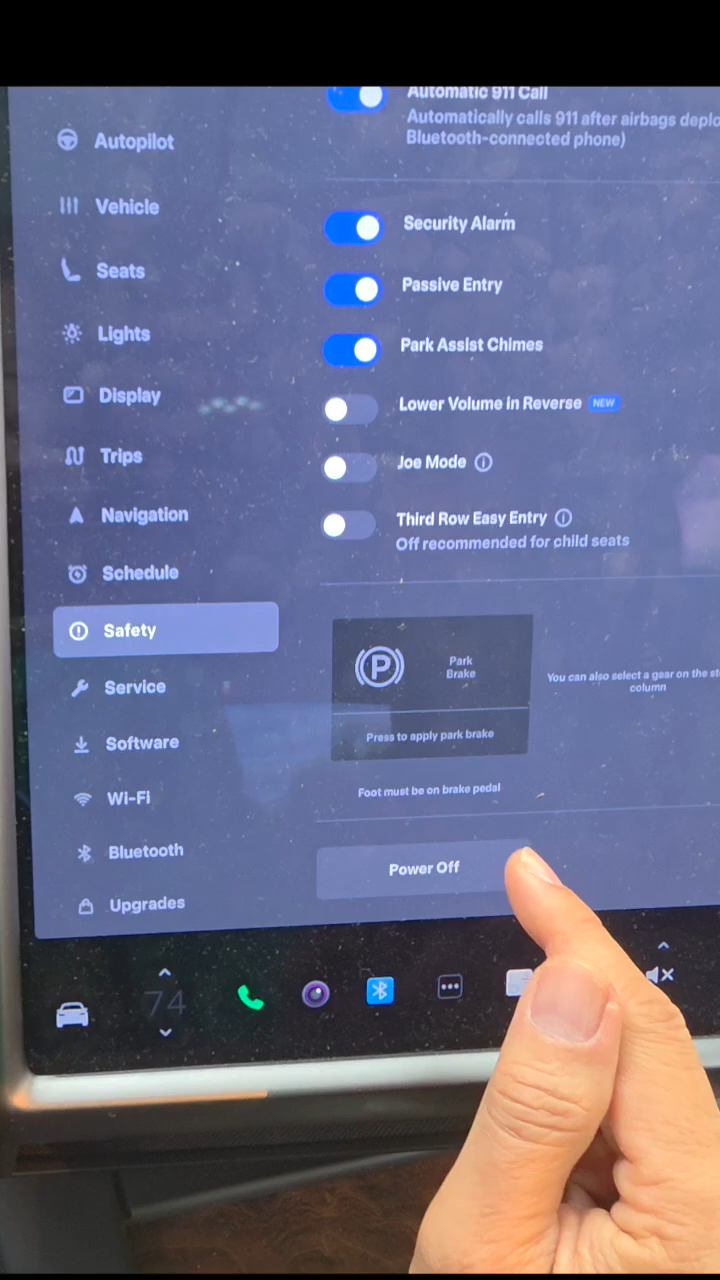 Automatic 911 Call
Automatically calls 911 after airbags deplo
Bluetooth-connected phone)
Autopilot
Vehicle
Seats
Lights
Display
Trips
Navigation
Schedule
Safety
Service
Software
Wi-Fi
Bluetooth
Upgrades
Security Alarm
Passive Entry
Park Assist Chimes
Lower Volume in Reverse NEW
Joe Mode
Third Row Easy Entry
Off recommended for child seats
P
Park
Brake
Press to apply park brake
You can also select a gear on the st
column
Foot must be on brake pedal
Power Off
74